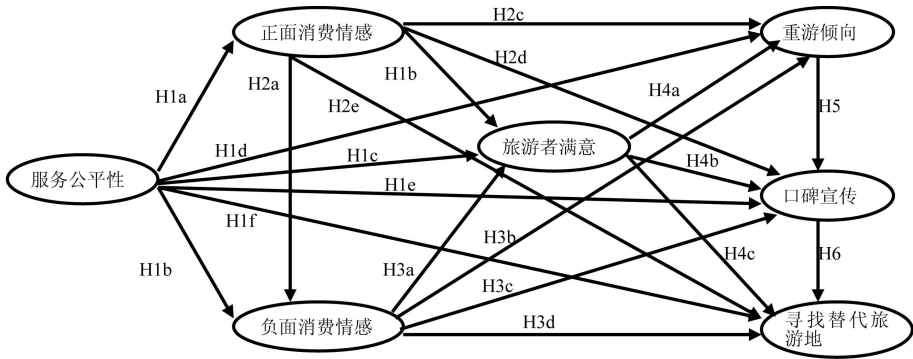 H2c
正面消费情感
重游倾向
H2d
H1b
H2a
H1a
H2e
H4a
H5
H1d
旅游者满意
H1c
H4b
服务公平性
H1e
口碑宣传
H1f
H3b
H4c
H6
H1b
H3a
H3c
负面消费情感
H3d
寻找替代旅
游地